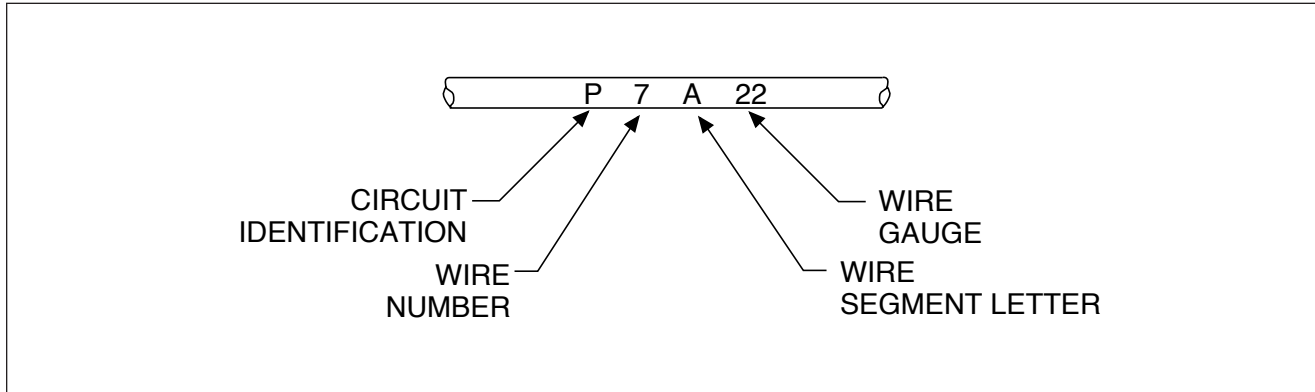 P 7 A 22
CIRCUIT
IDENTIFICATION
WIRE
NUMBER
WIRE
GAUGE
WIRE
SEGMENT LETTER